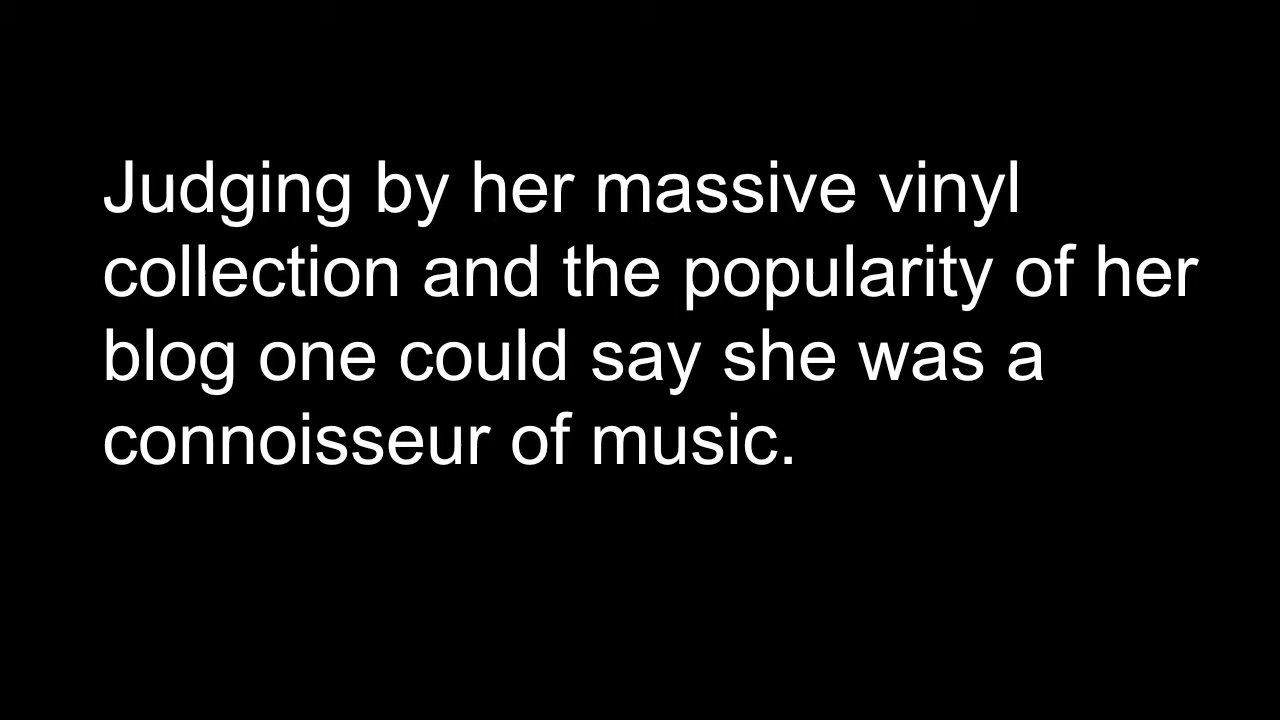 Judging by her massive vinyl
collection and the popularity of her
blog one could say she was a
connoisseur of music.